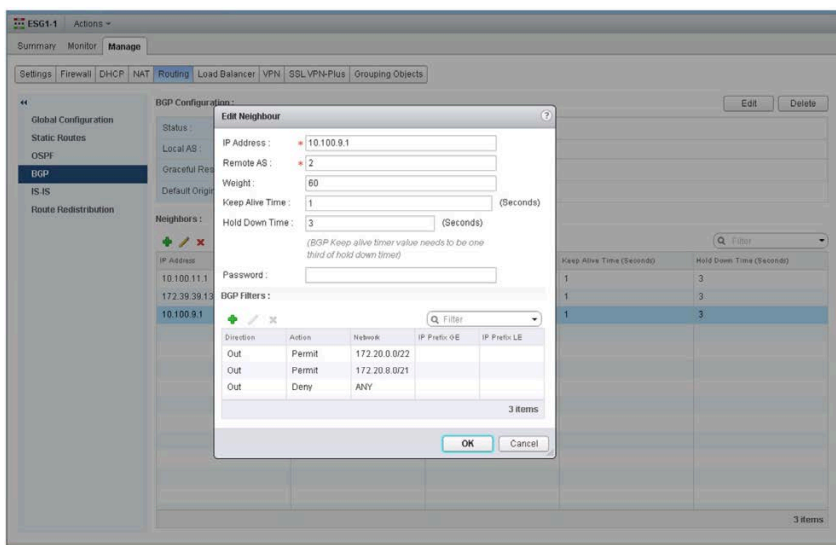 ESG1-1 Actions
Summary Monitor Manage
Settings Firewall DHCP NAT Routing Load Balancer VPN SSL VPN-Plus Grouping Objects
Global Configuration
Static Routes
OSPF
BGP
IS-IS
Route Redistribution
BGP Configuration :
Edit Delete
Status :
Local AS :
Graceful Res
Default Origin
Neighbors :
Filter
IP Address Keep Alive Time (Seconds) Hold Down Time (Seconds)
10.100.11.1 1 3
172.39.39.13 1 3
10.100.9.1 1 3
3 items
Edit Neighbour ?
IP Address : * 10.100.9.1
Remote AS : * 2
Weight : 60
Keep Alive Time : 1 (Seconds)
Hold Down Time : 3 (Seconds)
(BGP Keep alive timer value needs to be one
third of hold down timer)
Password :
BGP Filters :
Filter
Direction Action Network IP Prefix GE IP Prefix LE
Out Permit 172.20.0.0/22
Out Permit 172.20.8.0/21
Out Deny ANY
3 items
OK Cancel